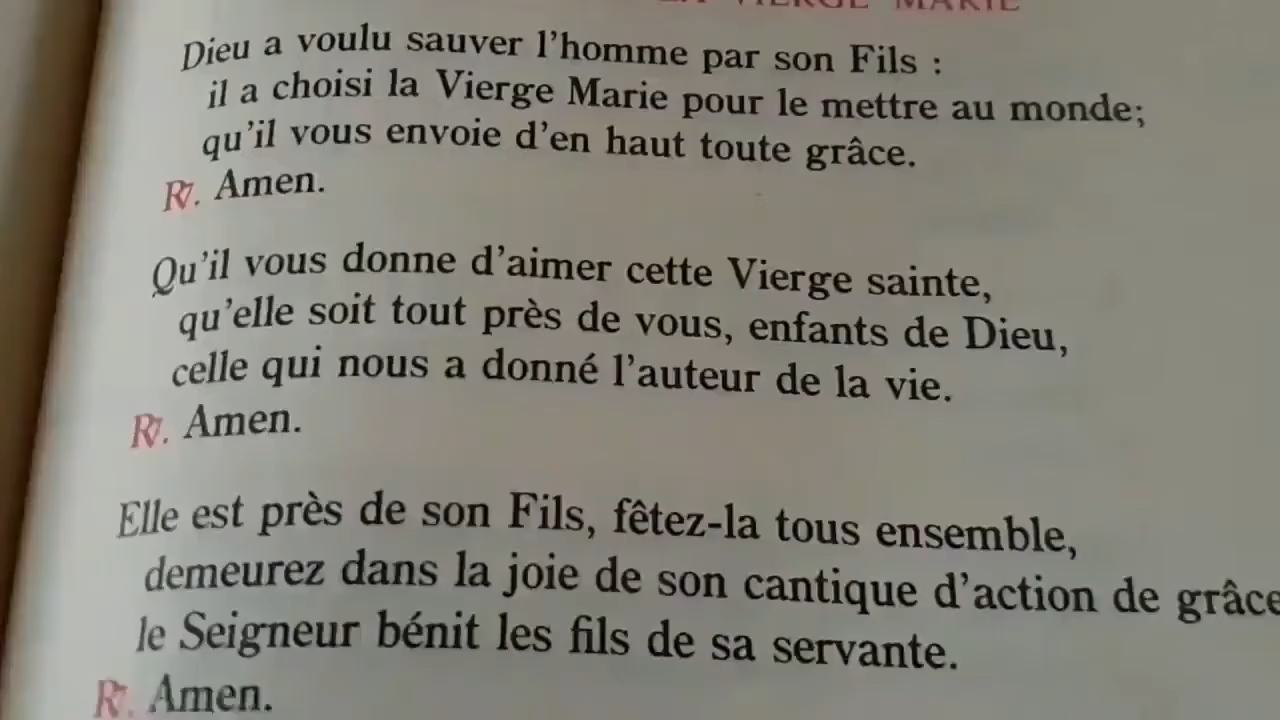 LA VIERGE MARIE
Dieu a voulu sauver l'homme par son Fils :
il a choisi la Vierge Marie pour le mettre au monde;
qu'il vous envoie d'en haut toute grâce.
℟. Amen.
Qu'il vous donne d'aimer cette Vierge sainte,
qu'elle soit tout près de vous, enfants de Dieu,
celle qui nous a donné l'auteur de la vie.
℟. Amen.
Elle est près de son Fils, fêtez-la tous ensemble,
demeurez dans la joie de son cantique d'action de grâce
le Seigneur bénit les fils de sa servante.
℟. Amen.